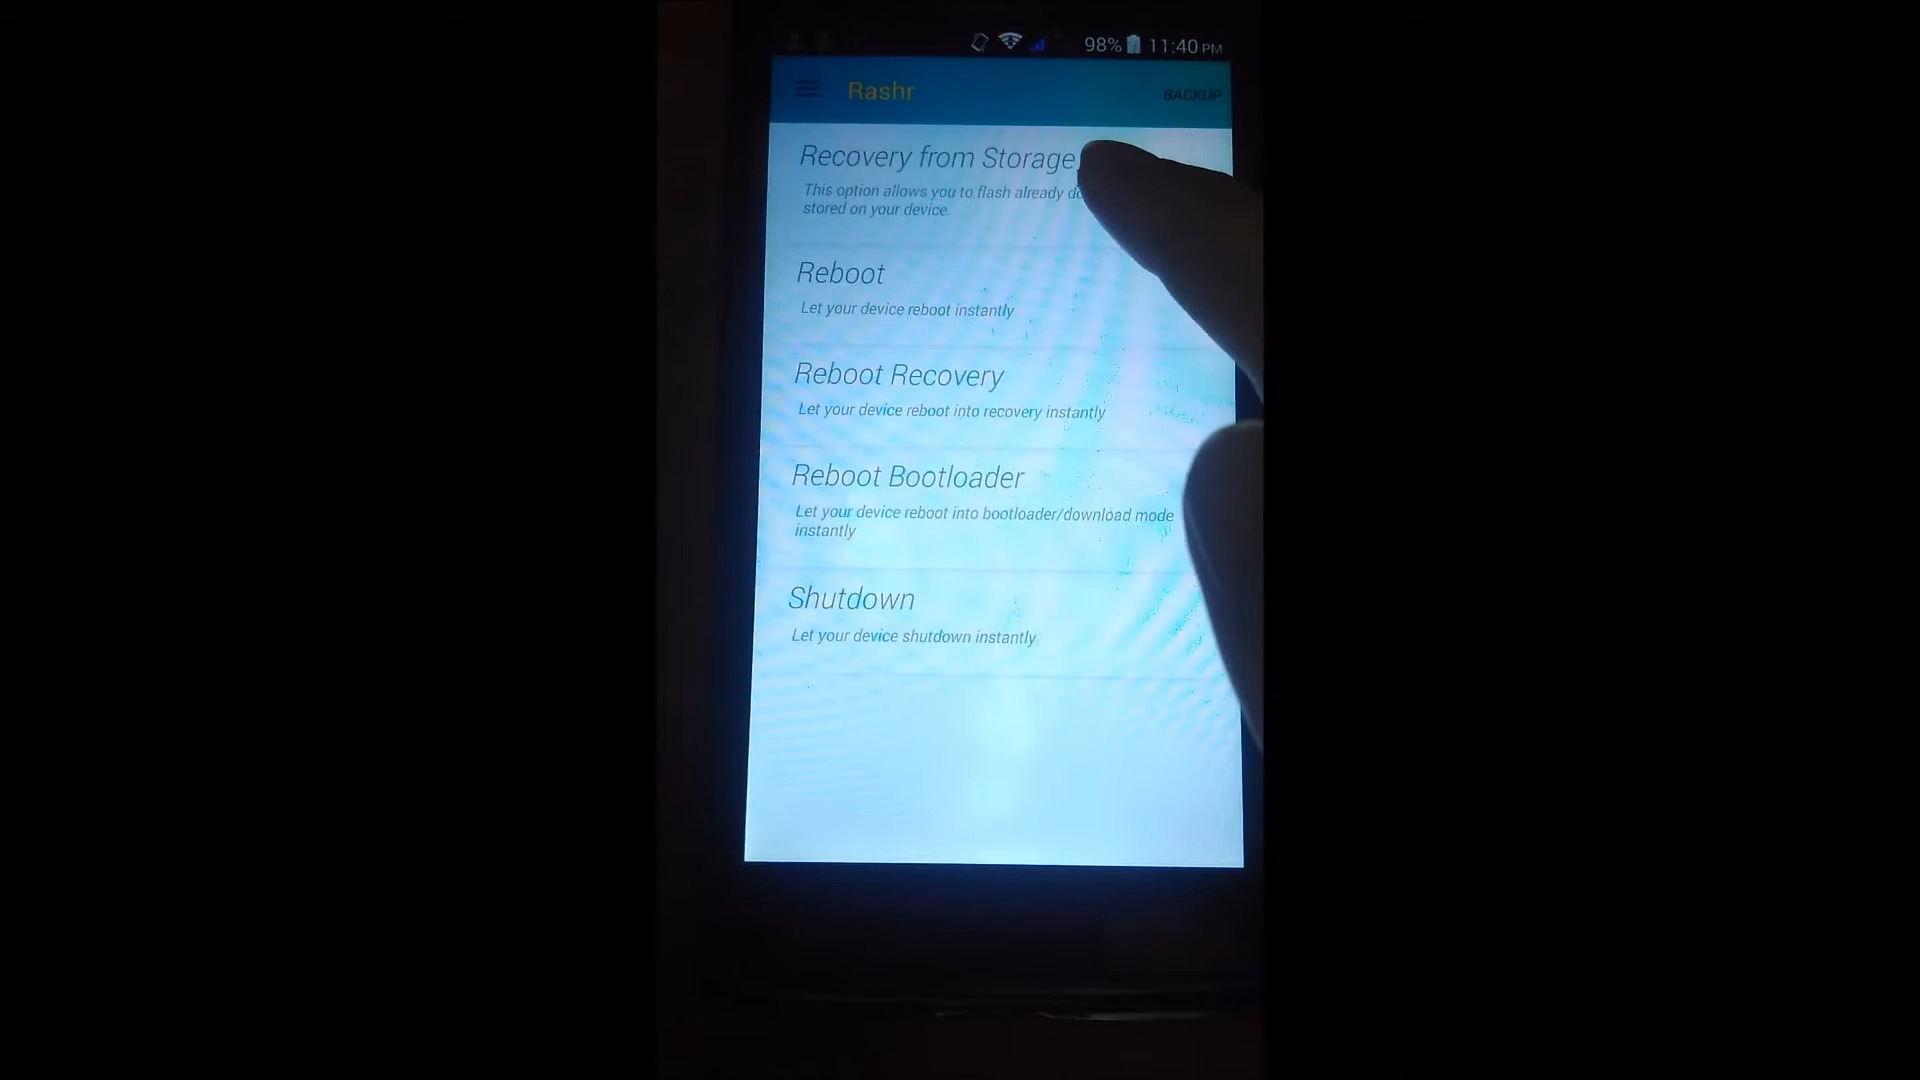 98% 11:40 PM
Rashr
BACKUP
Recovery from Storage
This option allows you to flash already
stored on your device.
Reboot
Let your device reboot instantly
Reboot Recovery
Let your device reboot into recovery instantly
Reboot Bootloader
Let your device reboot into bootloader/download mode
instantly
Shutdown
Let your device shutdown instantly